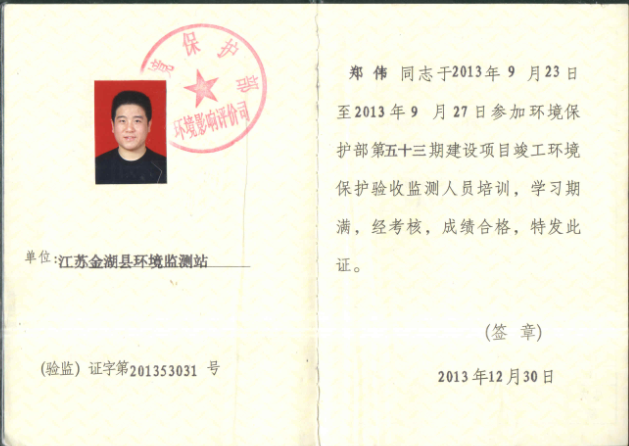 环境保护部
环境影响评价司
单位:江苏金湖县环境监测站
(验监)证字第201353031 号
郑 伟 同志于2013年9 月23日
至2013年9 月27日参加环境保
护部第五十三期建设项目竣工环境
保护验收监测人员培训,学习期
满,经考核,成绩合格,特发此
证。
(签 章)
2013年12月30日